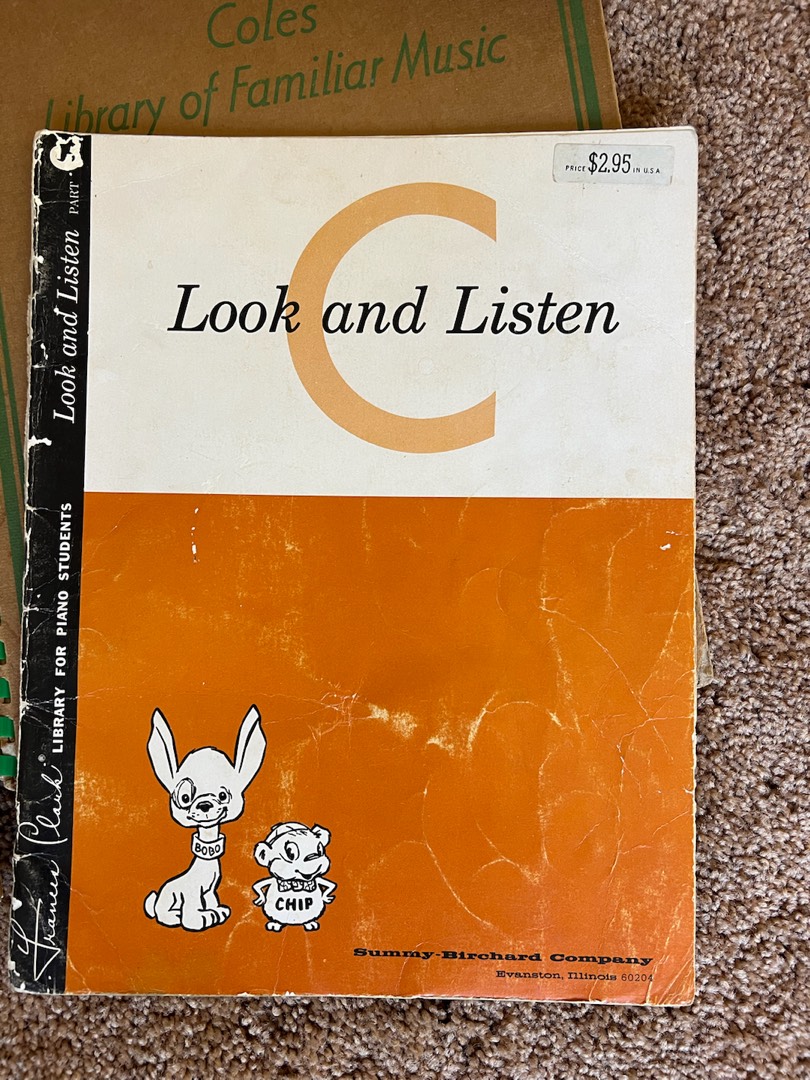 Coles
Library of Familiar Music
PRICE $2.95 IN U.S.A
C
Look and Listen
BOBO
CHIP
Summy-Birchard Company
Evanston, Illinois 60204
Frances Clark® LIBRARY FOR PIANO STUDENTS Look and Listen PART